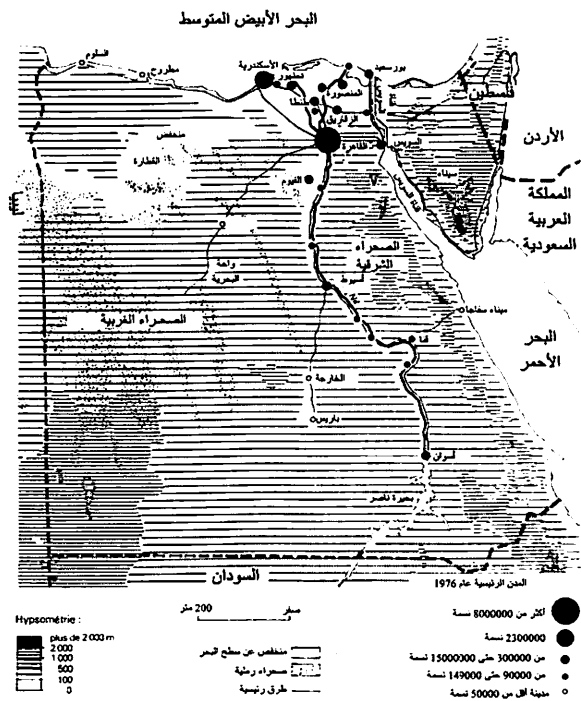 البحر الأبيض المتوسط
السلوم
مطروح
الأسكندرية
دمنهور
بورسعيد
المنصورة
طنطا
الزقازيق
فلسطين
القاهرة
السويس
الأردن
منخفض
القطارة
سيناء
المملكة
العربية
السعودية
الفيوم
الصحراء
الشرقية
واحة
البحرية
أسيوط
ميناء سفاجا
الصحراء الغربية
قنا
البحر
الأحمر
الخارجة
باريس
أسوان
بحيرة ناصر
السودان
المدن الرئيسية عام 1976
أكثر من 8000000 نسمة
2300000 نسمة
من 300000 حتى 15000000 نسمة
من 90000 حتى 149000 نسمة
مدينة أقل من 50000 نسمة
صفر 200 متر
منخفض عن سطح البحر
صحراء رملية
طرق رئيسية
Hypsométrie :
plus de 2 000 m
2 000
1 000
500
100
0